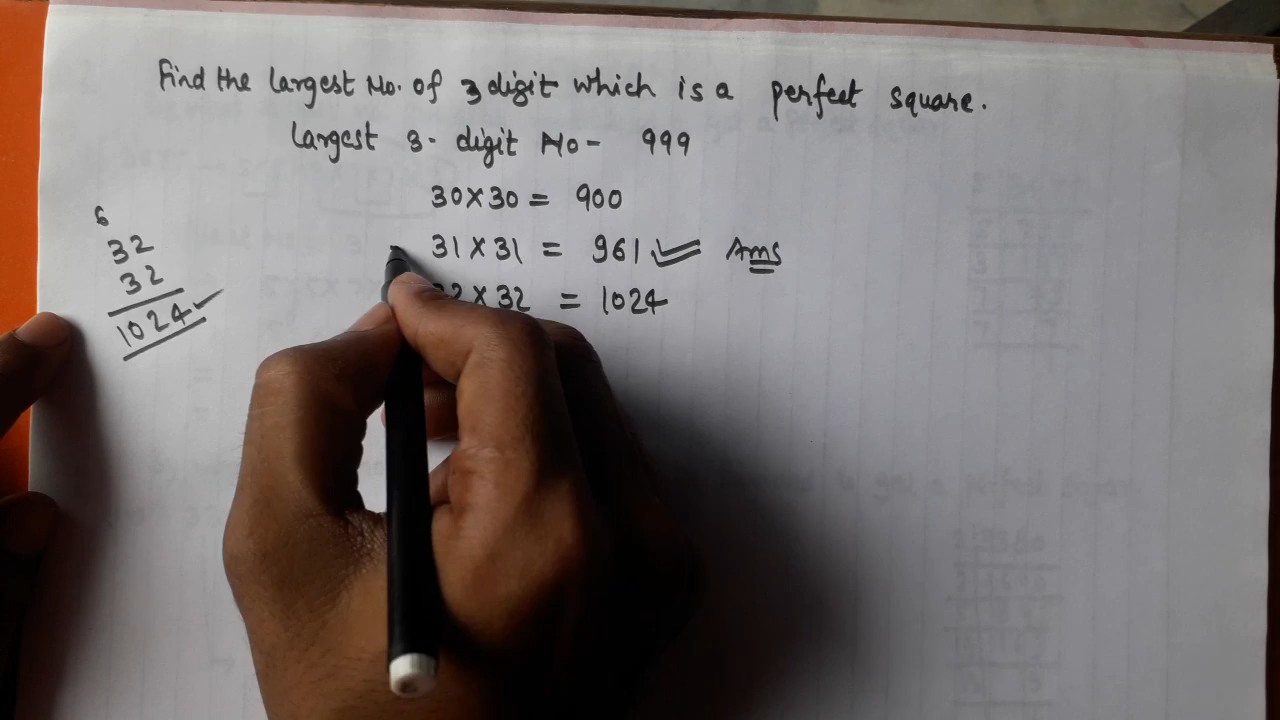 Find the largest No. of 3 digit which is a perfect square.
Largest 3- digit No - 999
30 × 30 = 900
31 × 31 = 961 ✓ Ans
32 × 32 = 1024
6
32
32
1024 ✓